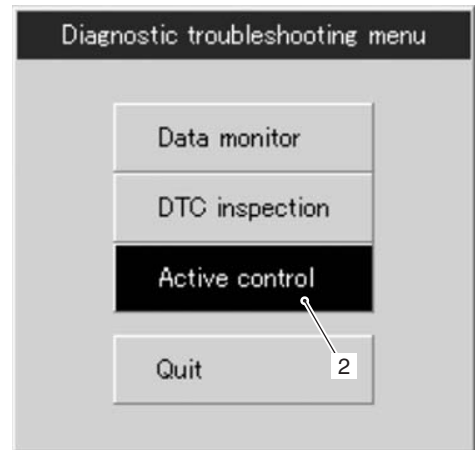 Diagnostic troubleshooting menu
Data monitor
DTC inspection
Active control
Quit
2